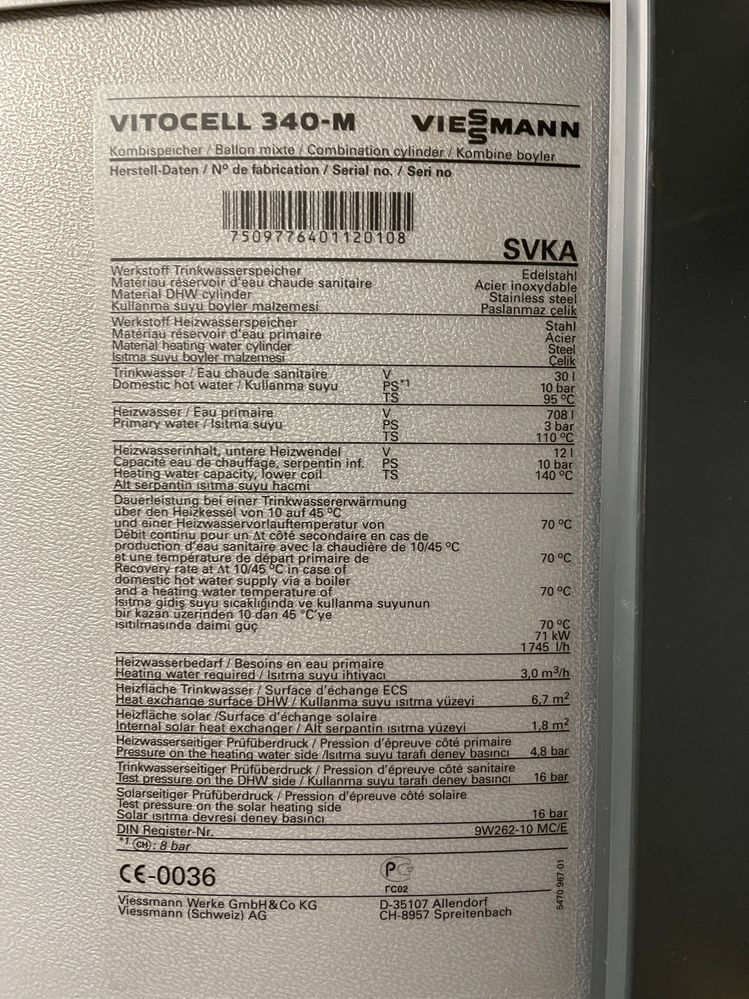 VITOCELL 340-M VIESSMANN
Kombispeicher / Ballon mixte / Combination cylinder / Kombine boyler
Herstell-Daten / Nº de fabrication / Serial no. / Seri no
7509776401120108
SVKA
Werkstoff Trinkwasserspeicher Edelstahl
Matériau réservoir d'eau chaude sanitaire Acier inoxydable
Material DHW cylinder Stainless steel
Kullanma suyu boyler malzemesi Paslanmaz çelik
Werkstoff Heizwasserspeicher Stahl
Matériau réservoir d'eau primaire Acier
Material heating water cylinder Steel
Isıtma suyu boyler malzemesi Çelik
Trinkwasser / Eau chaude sanitaire V 30 l
Domestic hot water / Kullanma suyu PS*1 10 bar
TS 95 ºC
Heizwasser / Eau primaire V 708 l
Primary water / Isıtma suyu PS 3 bar
TS 110 ºC
Heizwasserinhalt, untere Heizwendel V 12 l
Capacité eau de chauffage, serpentin inf. PS 10 bar
Heating water capacity, lower coil TS 140 ºC
Alt serpantin ısıtma suyu hacmi
Dauerleistung bei einer Trinkwassererwärmung
über den Heizkessel von 10 auf 45 ºC
und einer Heizwasservorlauftemperatur von 70 ºC
Débit continu pour un Δt côté secondaire en cas de
production d'eau sanitaire avec la chaudière de 10/45 ºC
et une température de départ primaire de 70 ºC
Recovery rate at Δt 10/45 ºC in case of
domestic hot water supply via a boiler
and a heating water temperature of 70 ºC
Isıtma gidiş suyu sıcaklığında ve kullanma suyunun
bir kazan üzerinden 10 dan 45 °C'ye
ısıtılmasında daimi güç 70 ºC
71 kW
1745 l/h
Heizwasserbedarf / Besoins en eau primaire
Heating water required / Isıtma suyu ihtiyacı 3,0 m³/h
Heizfläche Trinkwasser / Surface d'échange ECS
Heat exchange surface DHW / Kullanma suyu ısıtma yüzeyi 6,7 m²
Heizfläche solar /Surface d'échange solaire
Internal solar heat exchanger / Alt serpantin ısıtma yüzeyi 1,8 m²
Heizwasserseitiger Prüfüberdruck / Pression d'épreuve côté primaire
Pressure on the heating water side /Isıtma suyu tarafı deney basıncı 4,8 bar
Trinkwasserseitiger Prüfüberdruck / Pression d'épreuve côté sanitaire
Test pressure on the DHW side / Kullanma suyu tarafı deney basıncı 16 bar
Solarseitiger Prüfüberdruck / Pression d'épreuve côté solaire
Test pressure on the solar heating side
Solar ısıtma devresi deney basıncı 16 bar
DIN Register-Nr. 9W262-10 MC/E
*1 CH: 8 bar
CE-0036
ГС02
Viessmann Werke GmbH&Co KG D-35107 Allendorf
Viessmann (Schweiz) AG CH-8957 Spreitenbach
5470 967-01